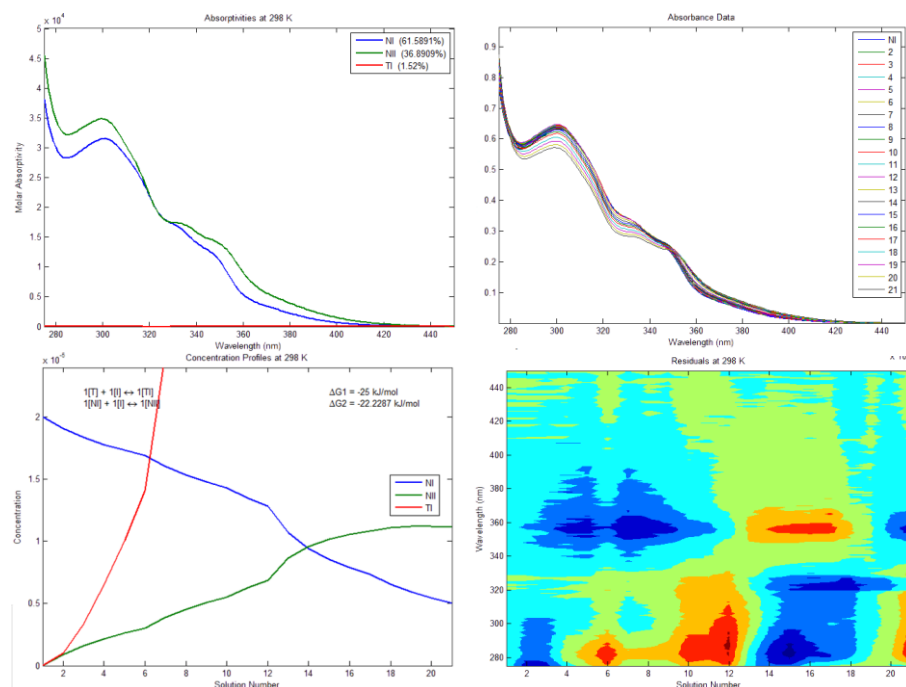 Absorptivities at 298 K
x 10⁴
5
4.5
4
3.5
3
2.5
2
1.5
1
0.5
0
Molar Absorptivity
NI (61.5891%)
NII (36.8909%)
TI (1.52%)
280 300 320 340 360 380 400 420 440
Wavelength (nm)
Absorbance Data
0.9
0.8
0.7
0.6
0.5
0.4
0.3
0.2
0.1
NI
2
3
4
5
6
7
8
9
10
11
12
13
14
15
16
17
18
19
20
21
280 300 320 340 360 380 400 420 440
Wavelength (nm)
Concentration Profiles at 298 K
2
1.5
1
0.5
0
Concentration
1[T] + 1[I] ↔ 1[TI]
1[NI] + 1[I] ↔ 1[NII]
ΔG1 = -25 kJ/mol
ΔG2 = -22.2287 kJ/mol
NI
NII
TI
2 4 6 8 10 12 14 16 18 20
Solution Number
Residuals at 298 K
440
420
400
380
360
340
320
300
280
Wavelength (nm)
2 4 6 8 10 12 14 16 18 20
Solution Number